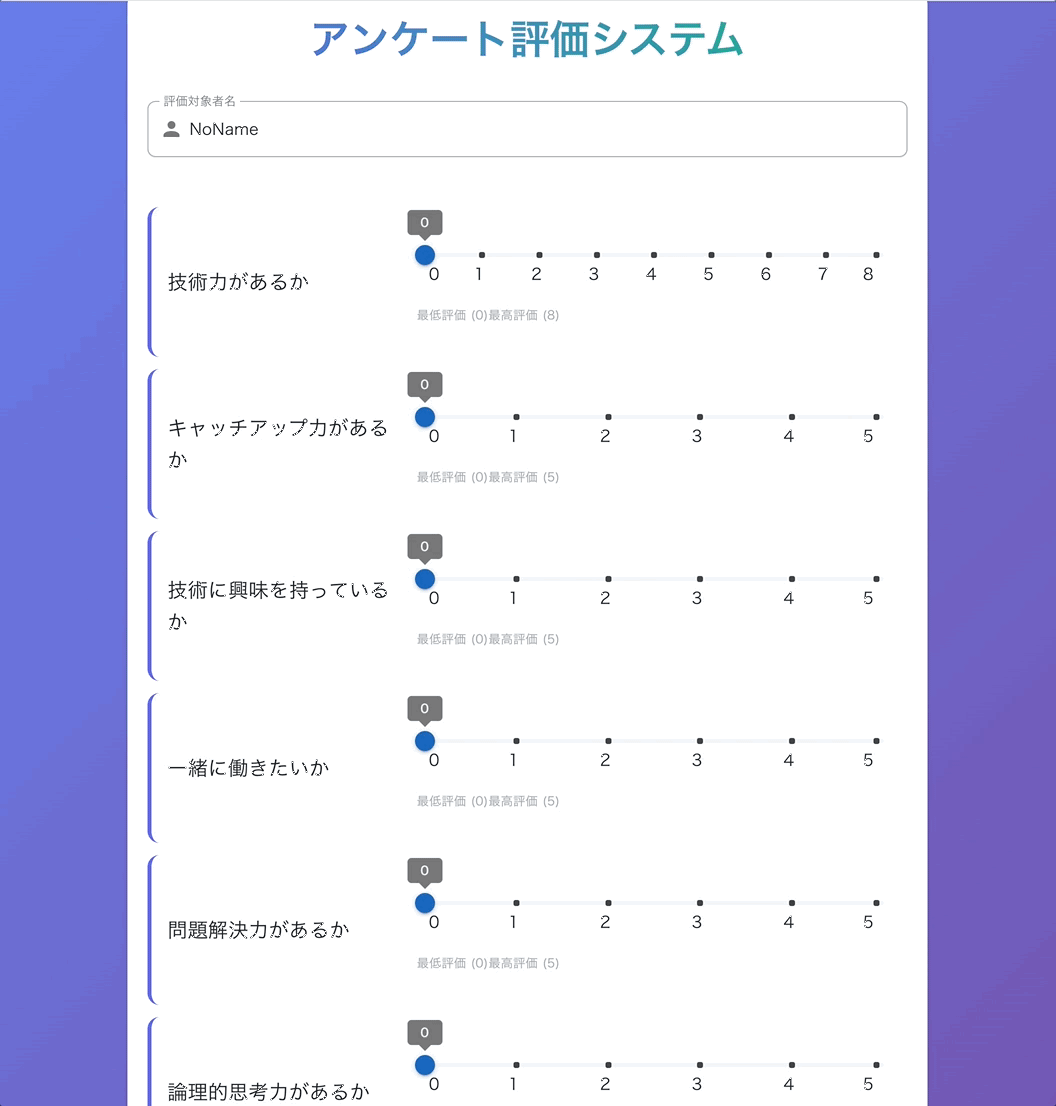 アンケート評価システム
評価対象者名
NoName
0
技術力があるか
0 1 2 3 4 5 6 7 8
最低評価 (0)最高評価 (8)
0
キャッチアップ力がある
か
0 1 2 3 4 5
最低評価 (0)最高評価 (5)
0
技術に興味を持っている
か
0 1 2 3 4 5
最低評価 (0)最高評価 (5)
0
一緒に働きたいか
0 1 2 3 4 5
最低評価 (0)最高評価 (5)
0
問題解決力があるか
0 1 2 3 4 5
最低評価 (0)最高評価 (5)
0
論理的思考力があるか
0 1 2 3 4 5